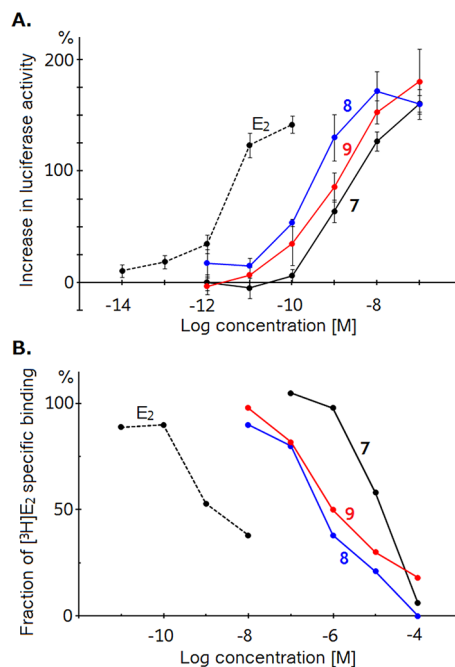 A.
%
200
100
0
Increase in luciferase activity
E₂
8
9
7
-14
-12
-10
-8
Log concentration [M]
B.
%
100
50
0
Fraction of [³H]E₂ specific binding
E₂
7
9
8
-10
-8
-6
-4
Log concentration [M]